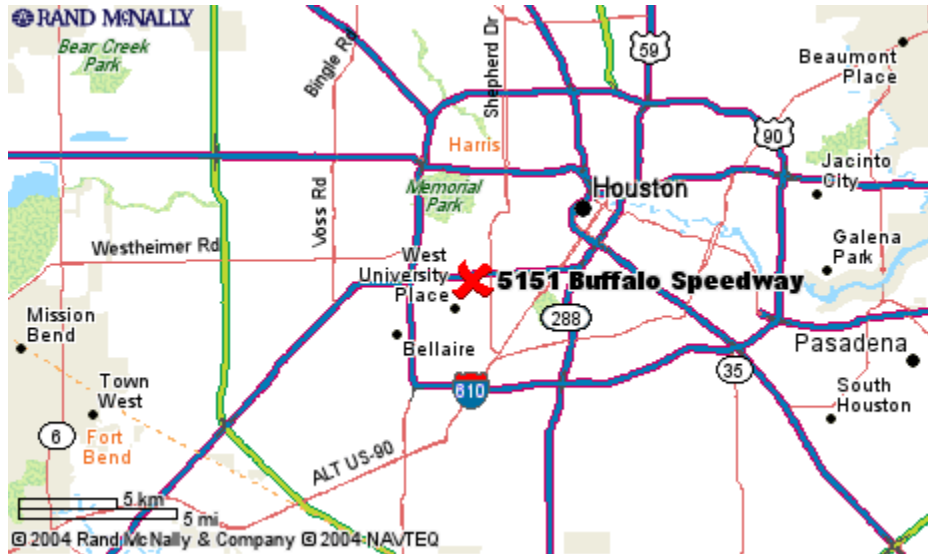 RAND McNALLY
Bear Creek
Park
Bingle Rd
Shepherd Dr
59
Beaumont
Place
90
Harris
Jacinto
City
Memorial
Park
Houston
Voss Rd
Westheimer Rd
West
University
Place
Galena
Park
5151 Buffalo Speedway
Mission
Bend
288
Bellaire
Pasadena
35
Town
West
610
South
Houston
6
Fort
Bend
ALT US-90
5 km
5 mi
© 2004 Rand McNally & Company © 2004 NAVTEQ